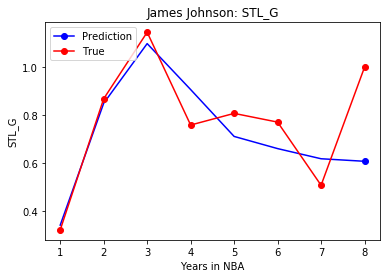 James Johnson: STL_G
Prediction
True
STL_G
1.0
0.8
0.6
0.4
1 2 3 4 5 6 7 8
Years in NBA